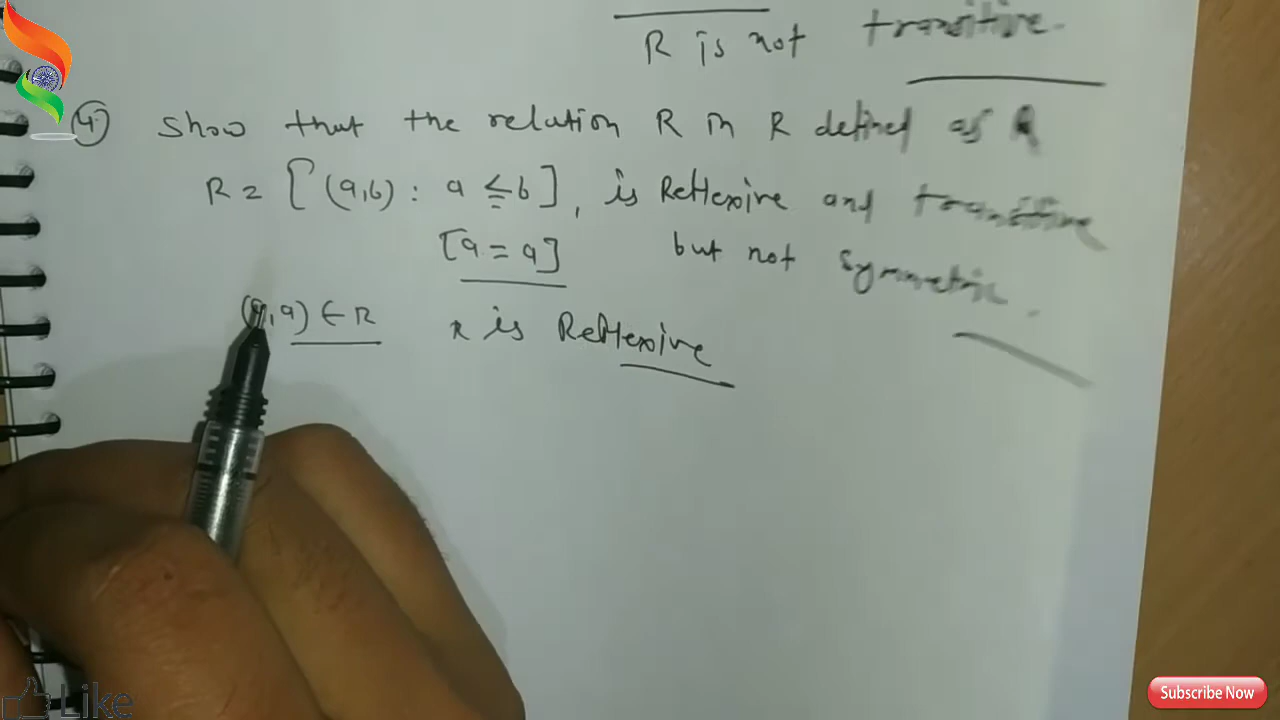 R is not transitive.
④ Show that the relation R in R defined as R
R = [(a,b) : a ≤ b], is Reflexive and transitive
[a = a] but not symmetric.
(a,a) ∈ R R is Reflexive
Like
Subscribe Now